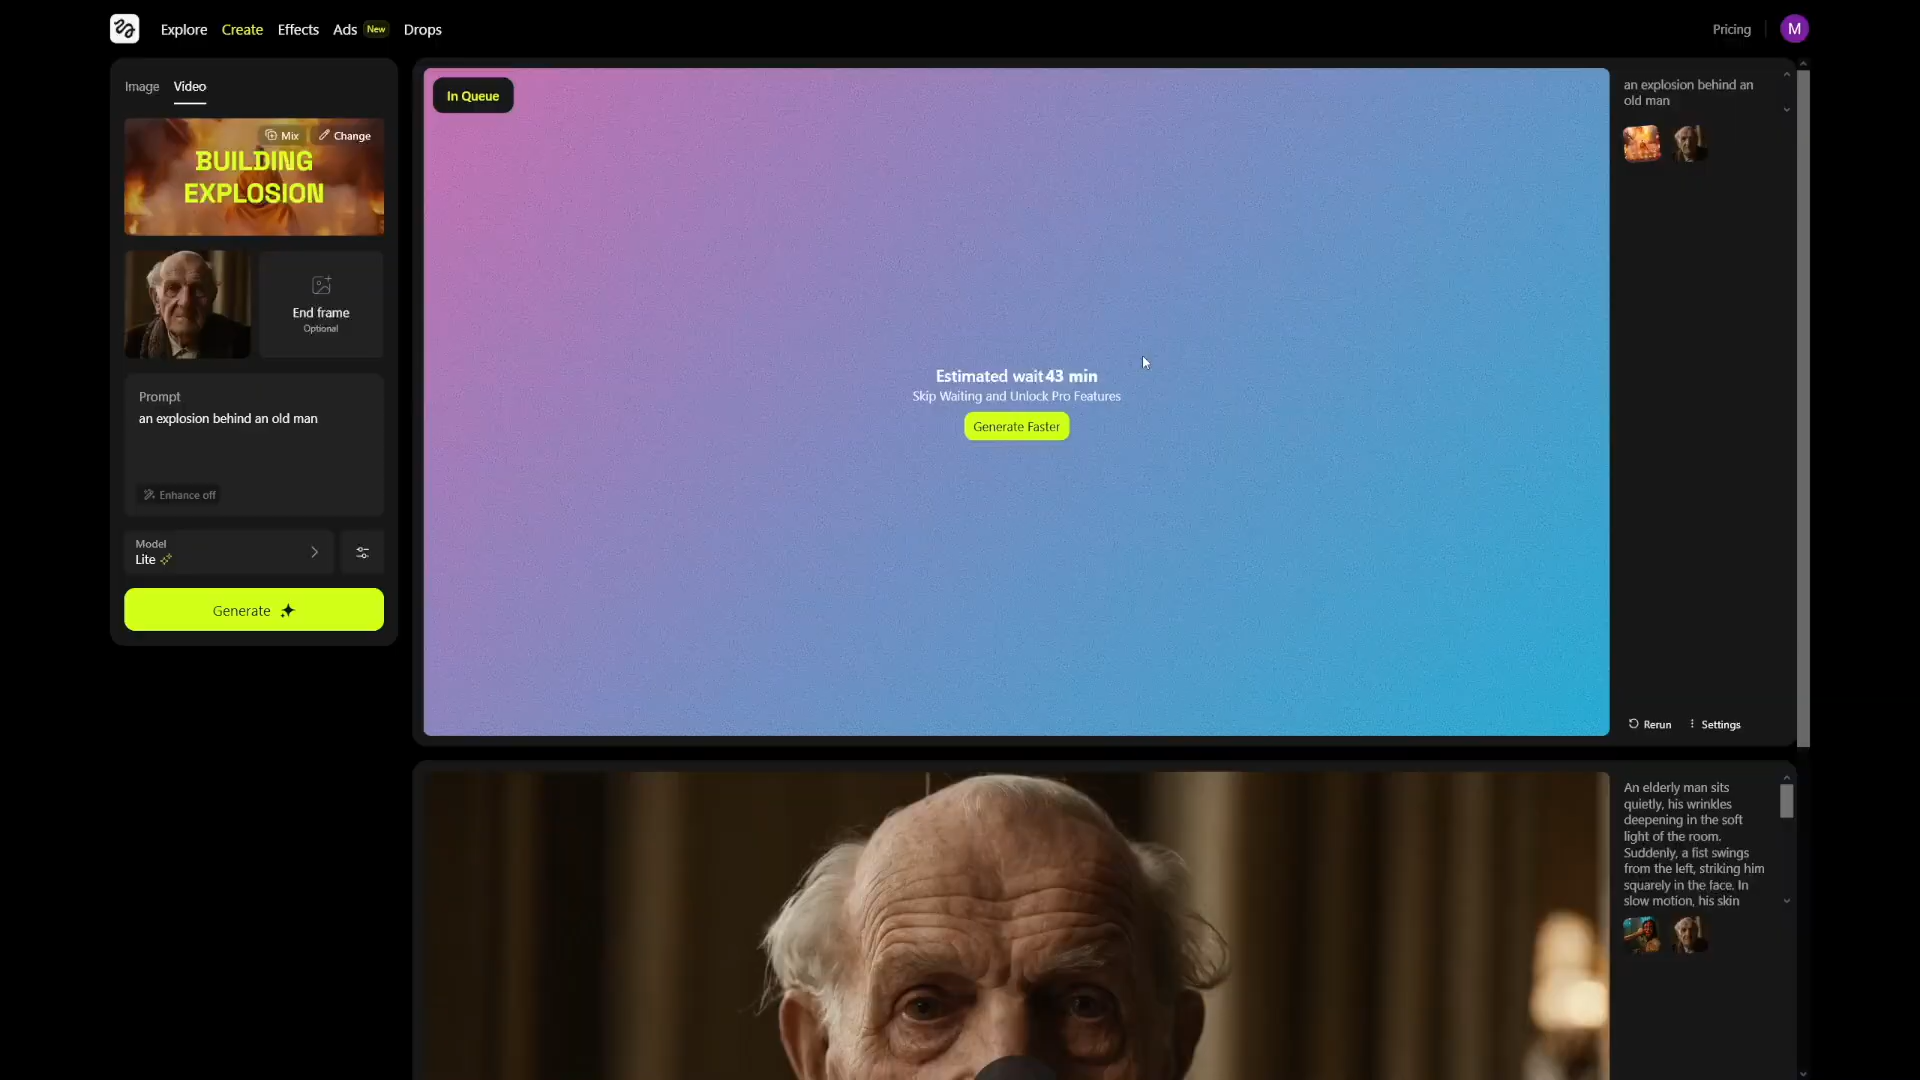 Explore Create Effects Ads New Drops
Pricing M
Image Video
Mix Change
BUILDING
EXPLOSION
End frame
Optional
Prompt
an explosion behind an old man
Enhance off
Model
Lite
Generate
In Queue
Estimated wait 43 min
Skip Waiting and Unlock Pro Features
Generate Faster
an explosion behind an
old man
Rerun Settings
An elderly man sits
quietly, his wrinkles
deepening in the soft
light of the room.
Suddenly, a fist swings
from the left, striking him
squarely in the face. In
slow motion, his skin